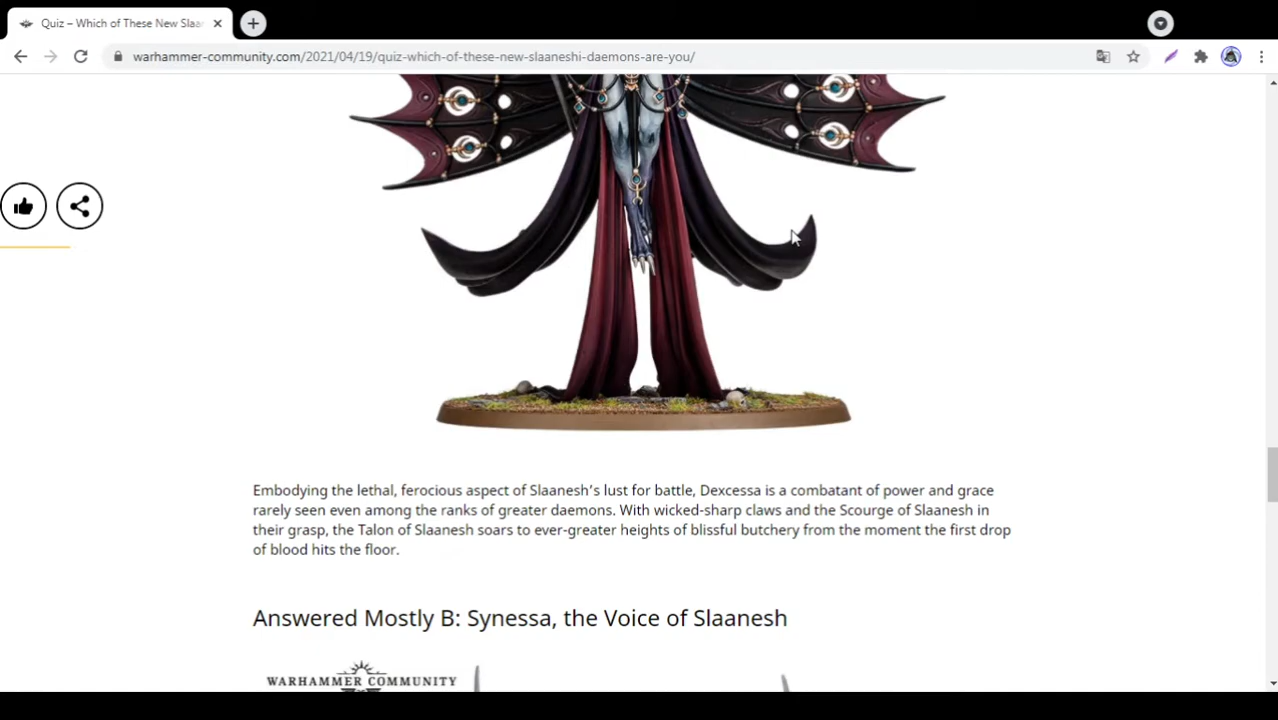 Quiz – Which of These New Slaa
warhammer-community.com/2021/04/19/quiz-which-of-these-new-slaaneshi-daemons-are-you/
Embodying the lethal, ferocious aspect of Slaanesh's lust for battle, Dexcessa is a combatant of power and grace
rarely seen even among the ranks of greater daemons. With wicked-sharp claws and the Scourge of Slaanesh in
their grasp, the Talon of Slaanesh soars to ever-greater heights of blissful butchery from the moment the first drop
of blood hits the floor.
Answered Mostly B: Synessa, the Voice of Slaanesh
WARHAMMER COMMUNITY